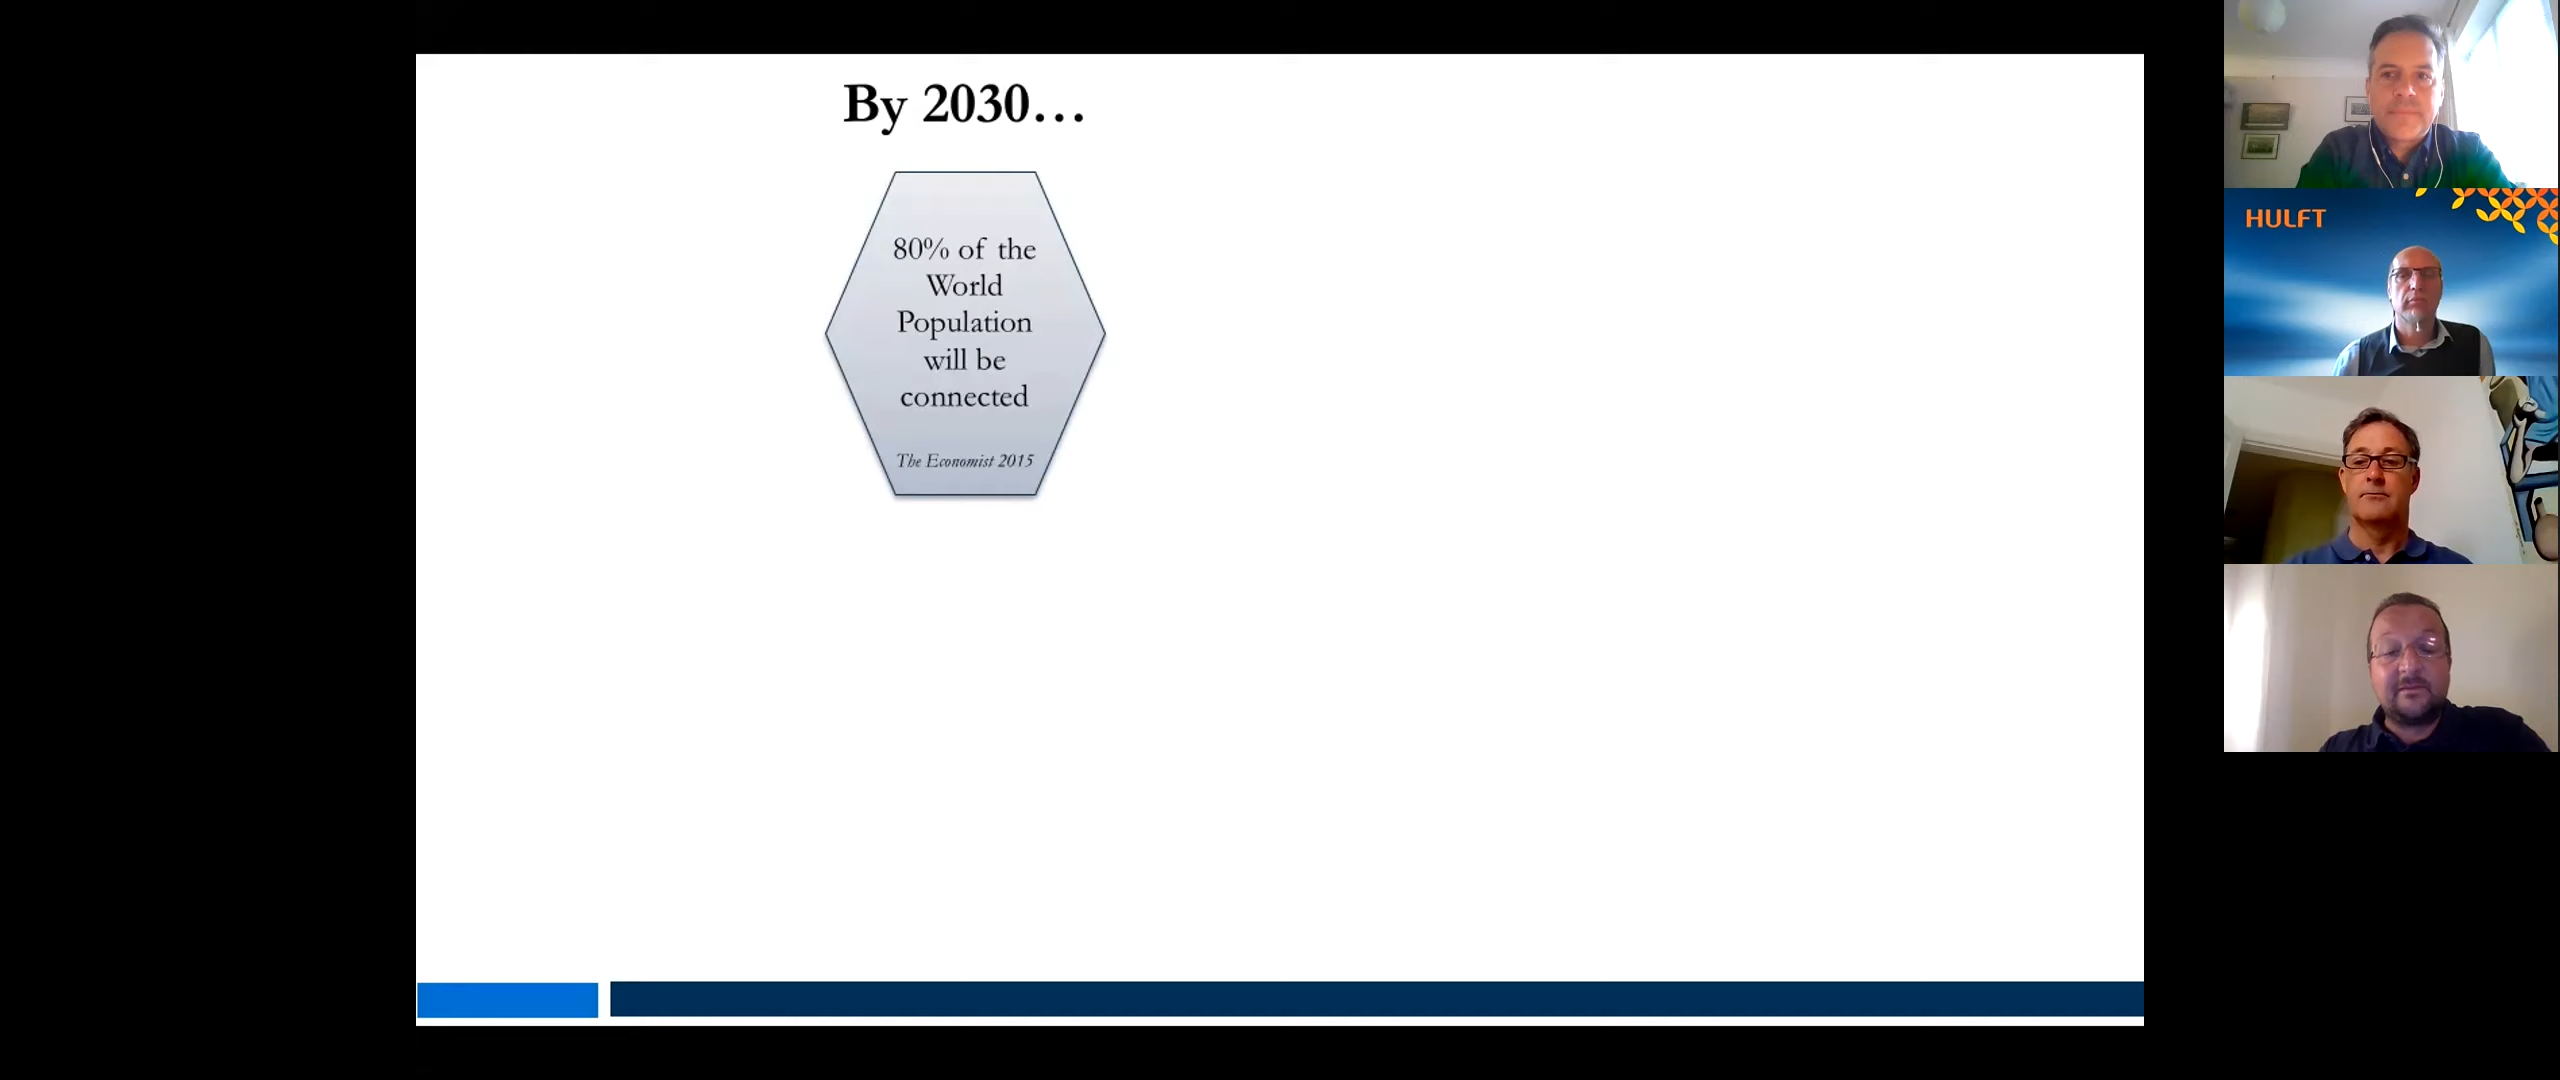 By 2030…
80% of the
World
Population
will be
connected
The Economist 2015
HULFT